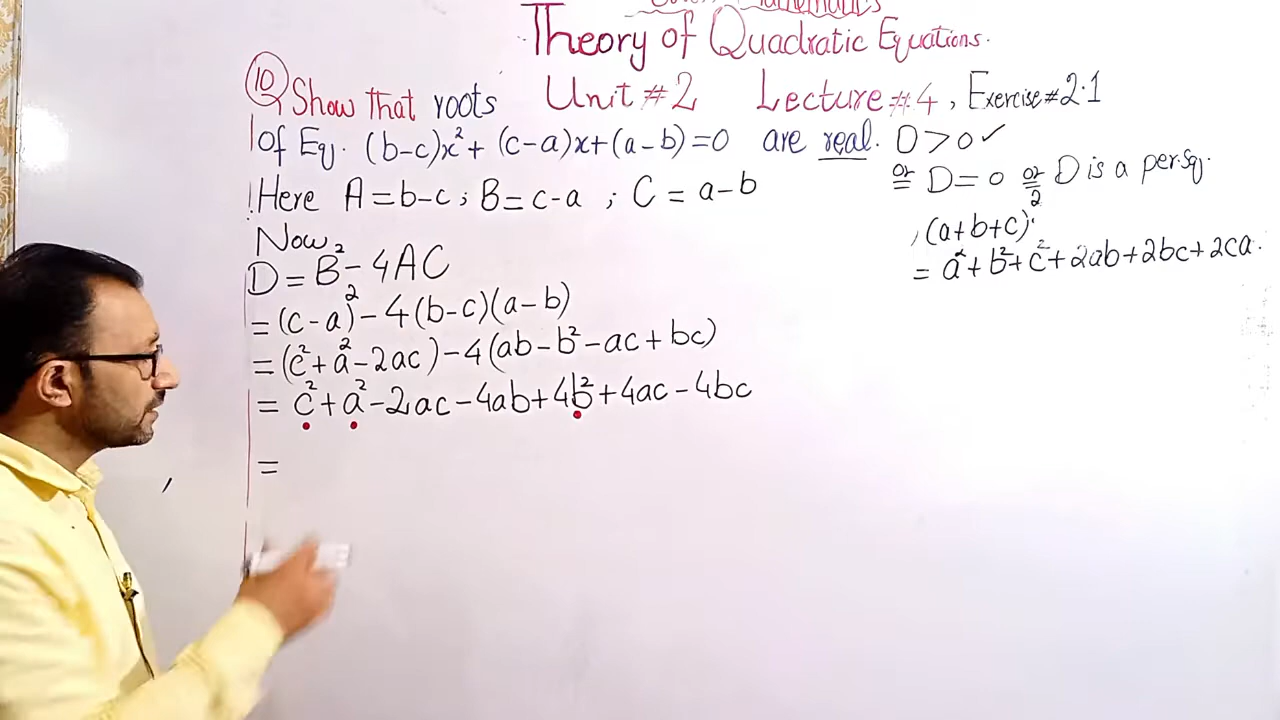 Theory of Quadratic Equations.
Unit #2 Lecture #4, Exercise #2.1
10 Show that roots
of Eq. (b-c)x²+(c-a)x+(a-b)=0 are real. D>0✓
or D=0 or D is a per.sq.
Here A=b-c; B=c-a ; C=a-b
, (a+b+c)²
= a²+b²+c²+2ab+2bc+2ca.
Now
D=B²-4AC
=(c-a)²-4(b-c)(a-b)
=(c²+a²-2ac)-4(ab-b²-ac+bc)
= c²+a²-2ac-4ab+4b²+4ac-4bc
=